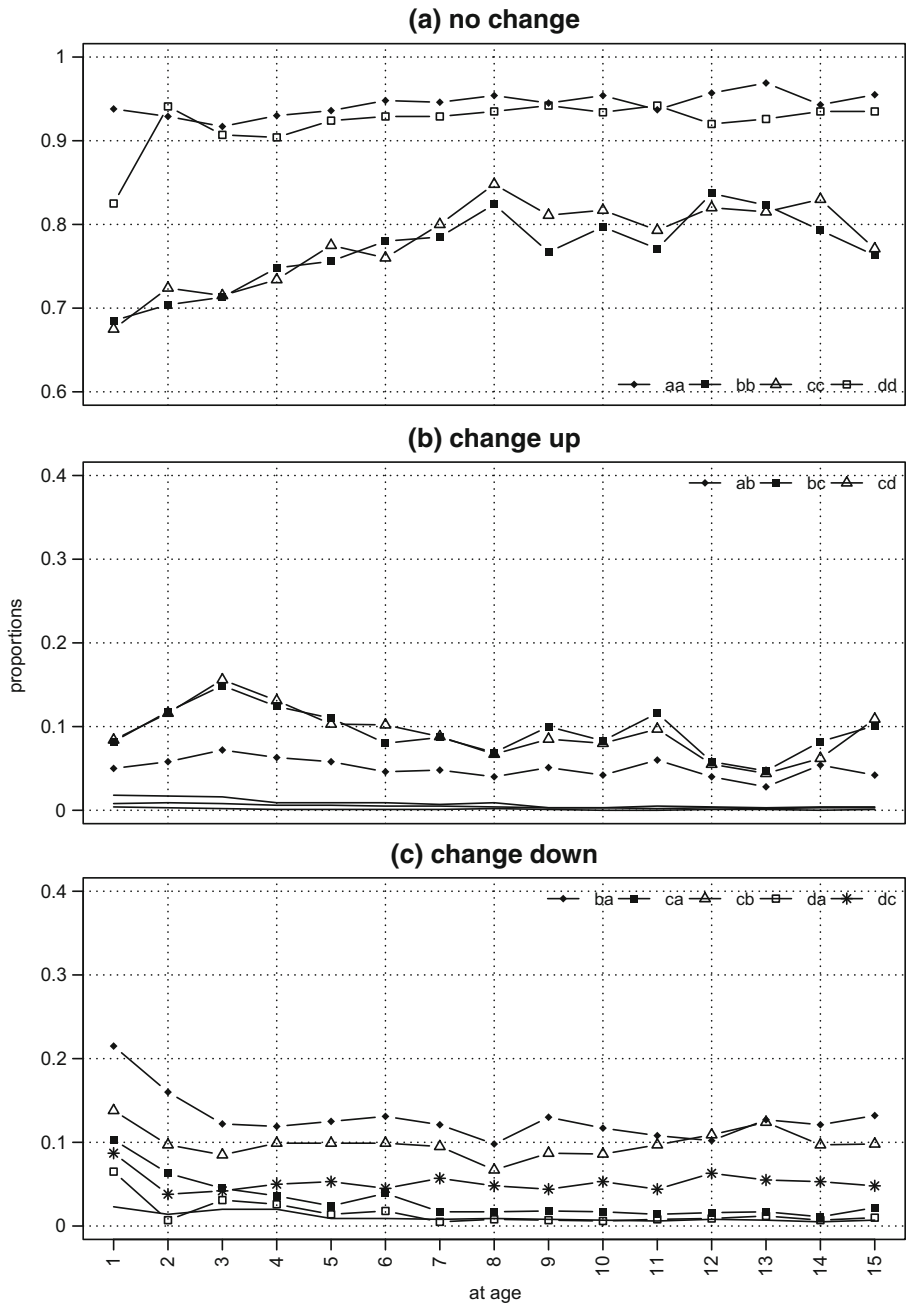 (a) no change
1
0.9
0.8
0.7
0.6
aa bb cc dd
(b) change up
0.4
0.3
0.2
0.1
0
ab bc cd
proportions
(c) change down
0.4
0.3
0.2
0.1
0
ba ca cb da dc
1 2 3 4 5 6 7 8 9 10 11 12 13 14 15
at age